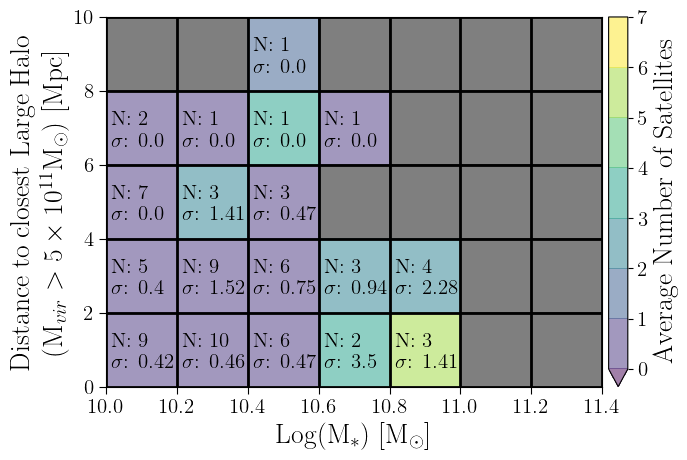 10
8
6
4
2
0
Distance to closest Large Halo
(M_vir > 5 × 10^11 M_⊙) [Mpc]
N: 1
σ: 0.0
N: 2
σ: 0.0
N: 1
σ: 0.0
N: 1
σ: 0.0
N: 1
σ: 0.0
N: 7
σ: 0.0
N: 3
σ: 1.41
N: 3
σ: 0.47
N: 5
σ: 0.4
N: 9
σ: 1.52
N: 6
σ: 0.75
N: 3
σ: 0.94
N: 4
σ: 2.28
N: 9
σ: 0.42
N: 10
σ: 0.46
N: 6
σ: 0.47
N: 2
σ: 3.5
N: 3
σ: 1.41
10.0 10.2 10.4 10.6 10.8 11.0 11.2 11.4
Log(M_*) [M_⊙]
7
6
5
4
3
2
1
0
Average Number of Satellites